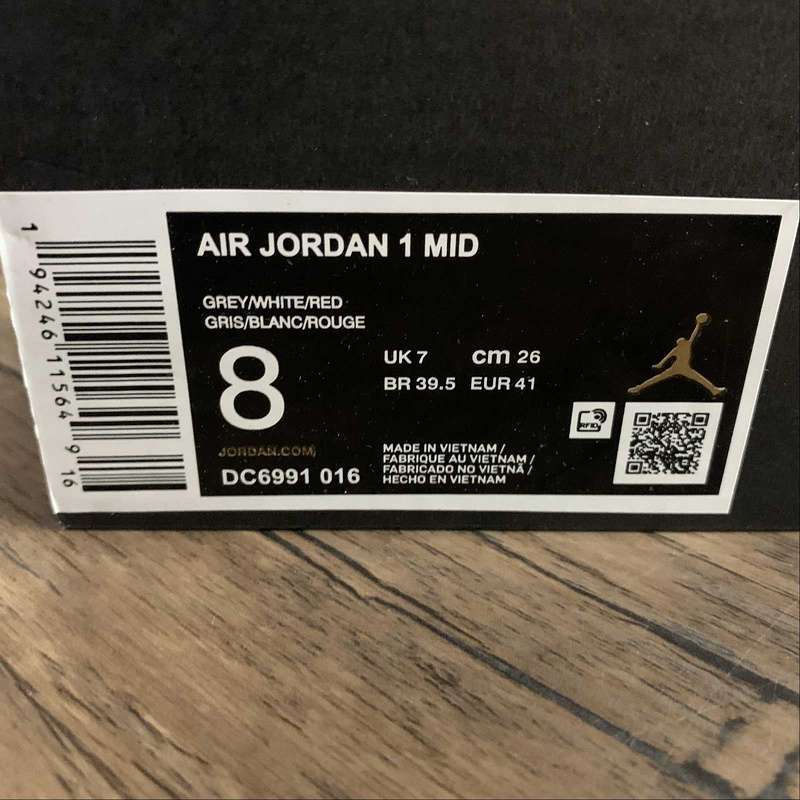 AIR JORDAN 1 MID
GREY/WHITE/RED
GRIS/BLANC/ROUGE
8
UK 7 cm 26
BR 39.5 EUR 41
RFID
JORDAN.COM
DC6991 016
MADE IN VIETNAM /
FABRIQUE AU VIETNAM /
FABRICADO NO VIETNÃ /
HECHO EN VIETNAM
1 94246 11564 9 16